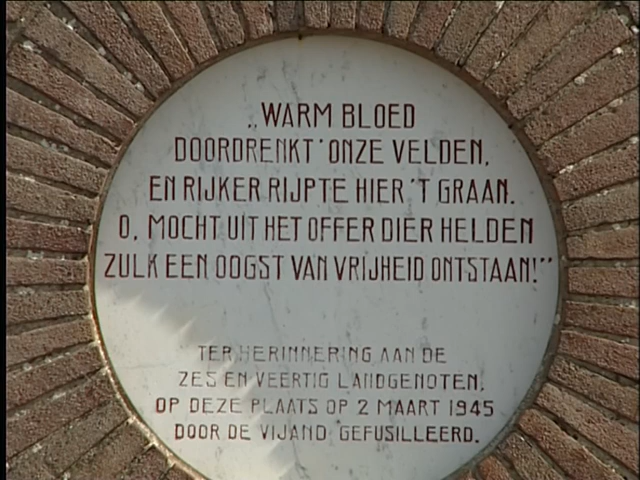 „WARM BLOED
DOORDRENKT' ONZE VELDEN,
EN RIJKER RIJPTE HIER 'T GRAAN.
O, MOCHT UIT HET OFFER DIER HELDEN
ZULK EEN OOGST VAN VRIJHEID ONTSTAAN!"
TER HERINNERING AAN DE
ZES EN VEERTIG LANDGENOTEN,
OP DEZE PLAATS OP 2 MAART 1945
DOOR DE VIJAND GEFUSILLEERD.